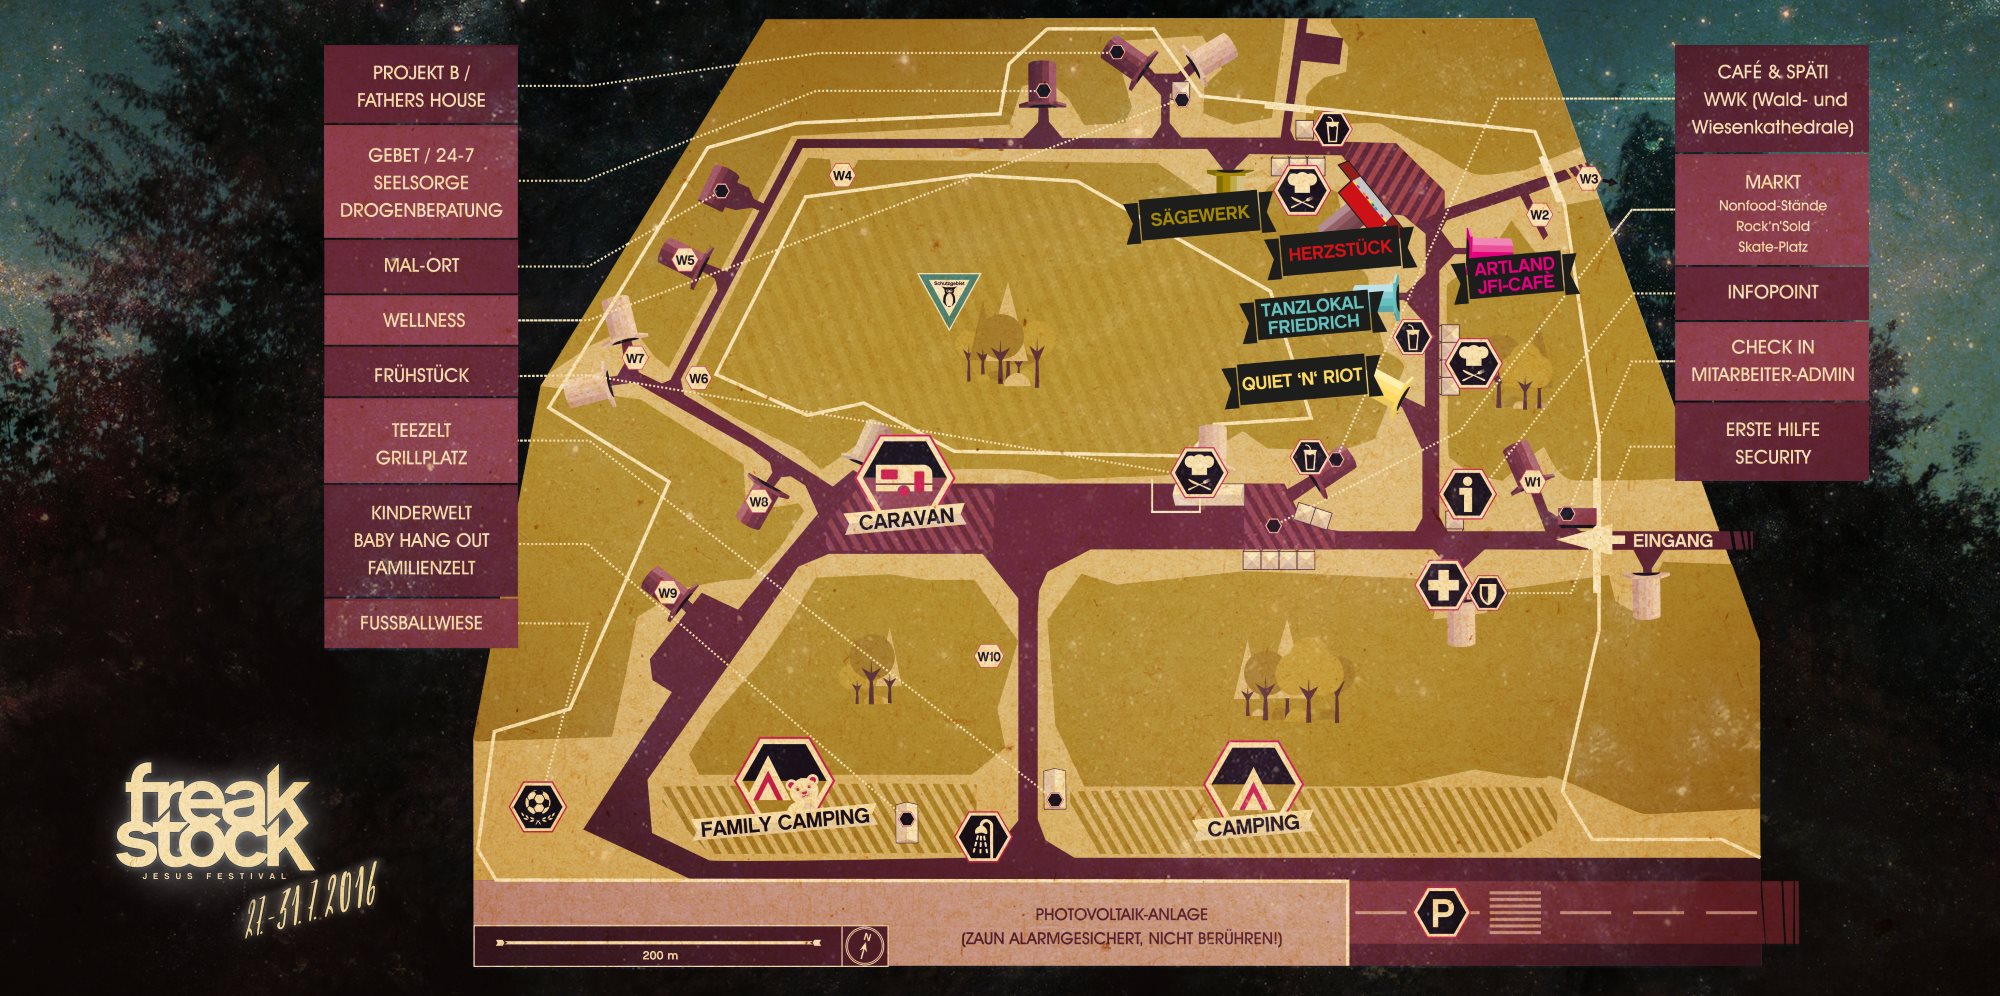 PROJEKT B /
FATHERS HOUSE
GEBET / 24-7
SEELSORGE
DROGENBERATUNG
MAL-ORT
WELLNESS
FRÜHSTÜCK
TEEZELT
GRILLPLATZ
KINDERWELT
BABY HANG OUT
FAMILIENZELT
FUSSBALLWIESE
CAFÉ & SPÄTI
WWK (Wald- und
Wiesenkathedrale)
MARKT
Nonfood-Stände
Rock'n'Sold
Skate-Platz
INFOPOINT
CHECK IN
MITARBEITER-ADMIN
ERSTE HILFE
SECURITY
W4
W3
W2
SÄGEWERK
HERZSTÜCK
W5
ARTLAND
JFI-CAFÈ
Schutzgebiet
TANZLOKAL
FRIEDRICH
W7
W6
QUIET 'N' RIOT
W8
CARAVAN
i
W1
EINGANG
W9
W10
FAMILY CAMPING
CAMPING
freak
stock
JESUS FESTIVAL
27.-31.7.2016
PHOTOVOLTAIK-ANLAGE
(ZAUN ALARMGESICHERT, NICHT BERÜHREN!)
P
200 m
N